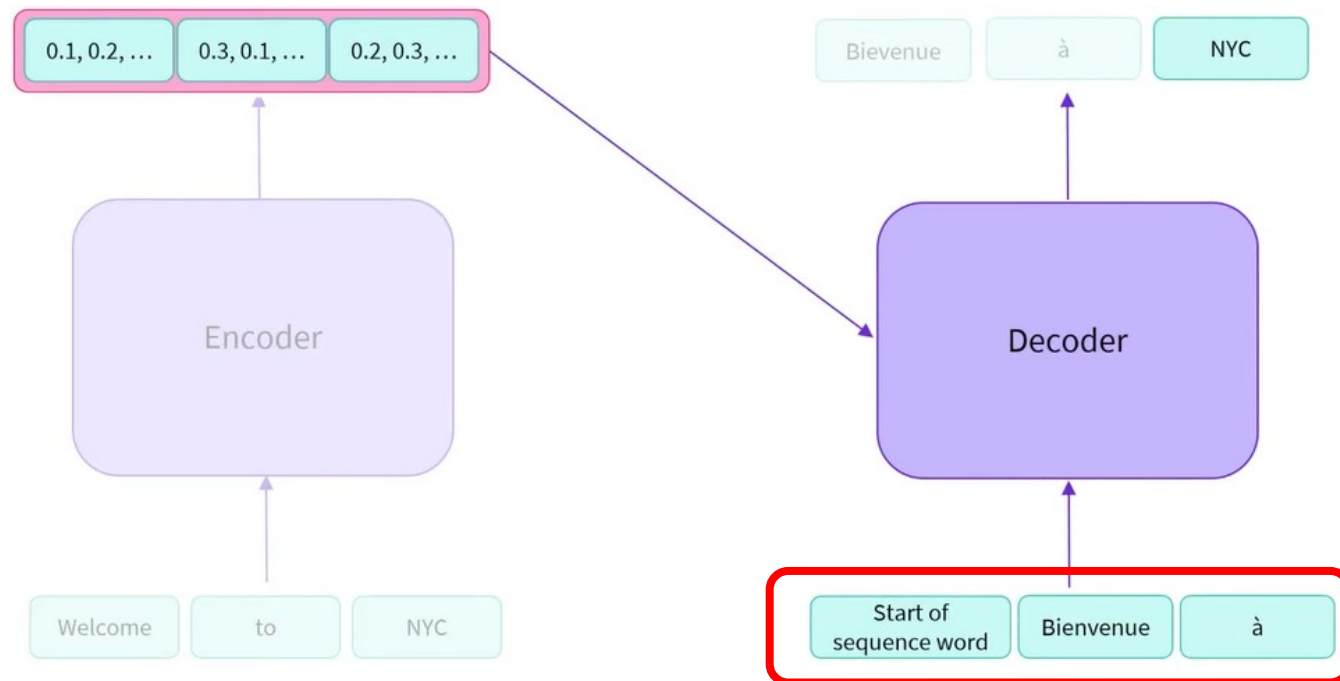 0.1, 0.2, ... 0.3, 0.1, ... 0.2, 0.3, ...
Bievenue à NYC
Encoder
Decoder
Welcome to NYC
Start of
sequence word
Bienvenue
à